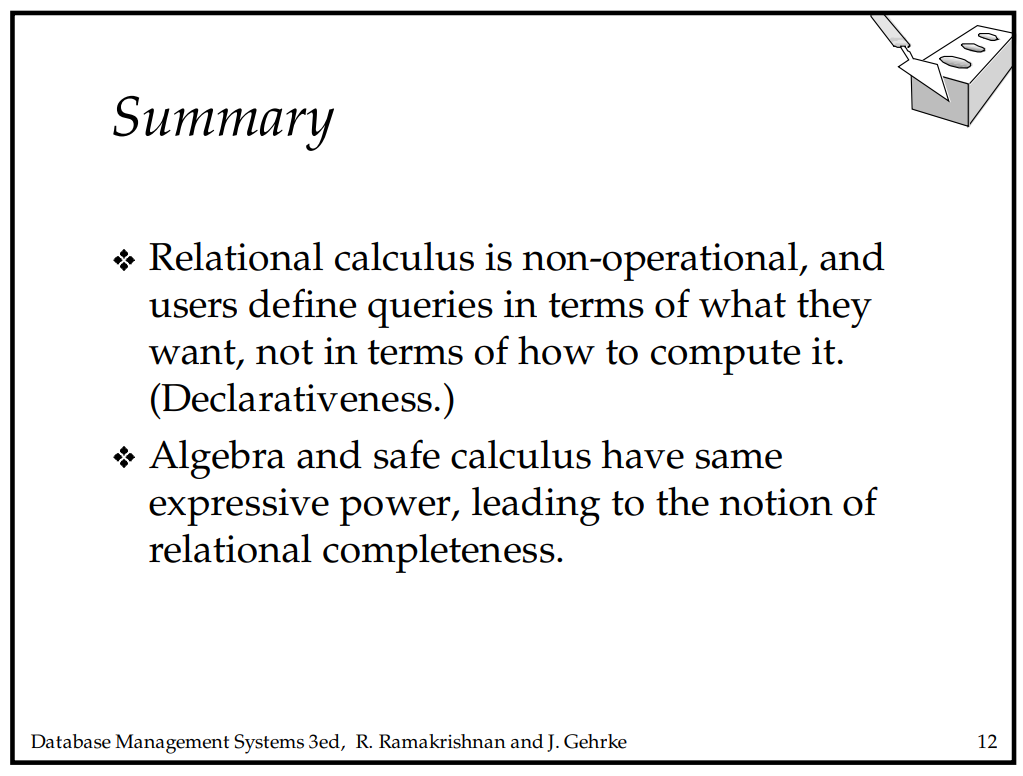 Summary
❖ Relational calculus is non-operational, and
users define queries in terms of what they
want, not in terms of how to compute it.
(Declarativeness.)
❖ Algebra and safe calculus have same
expressive power, leading to the notion of
relational completeness.
Database Management Systems 3ed, R. Ramakrishnan and J. Gehrke 12